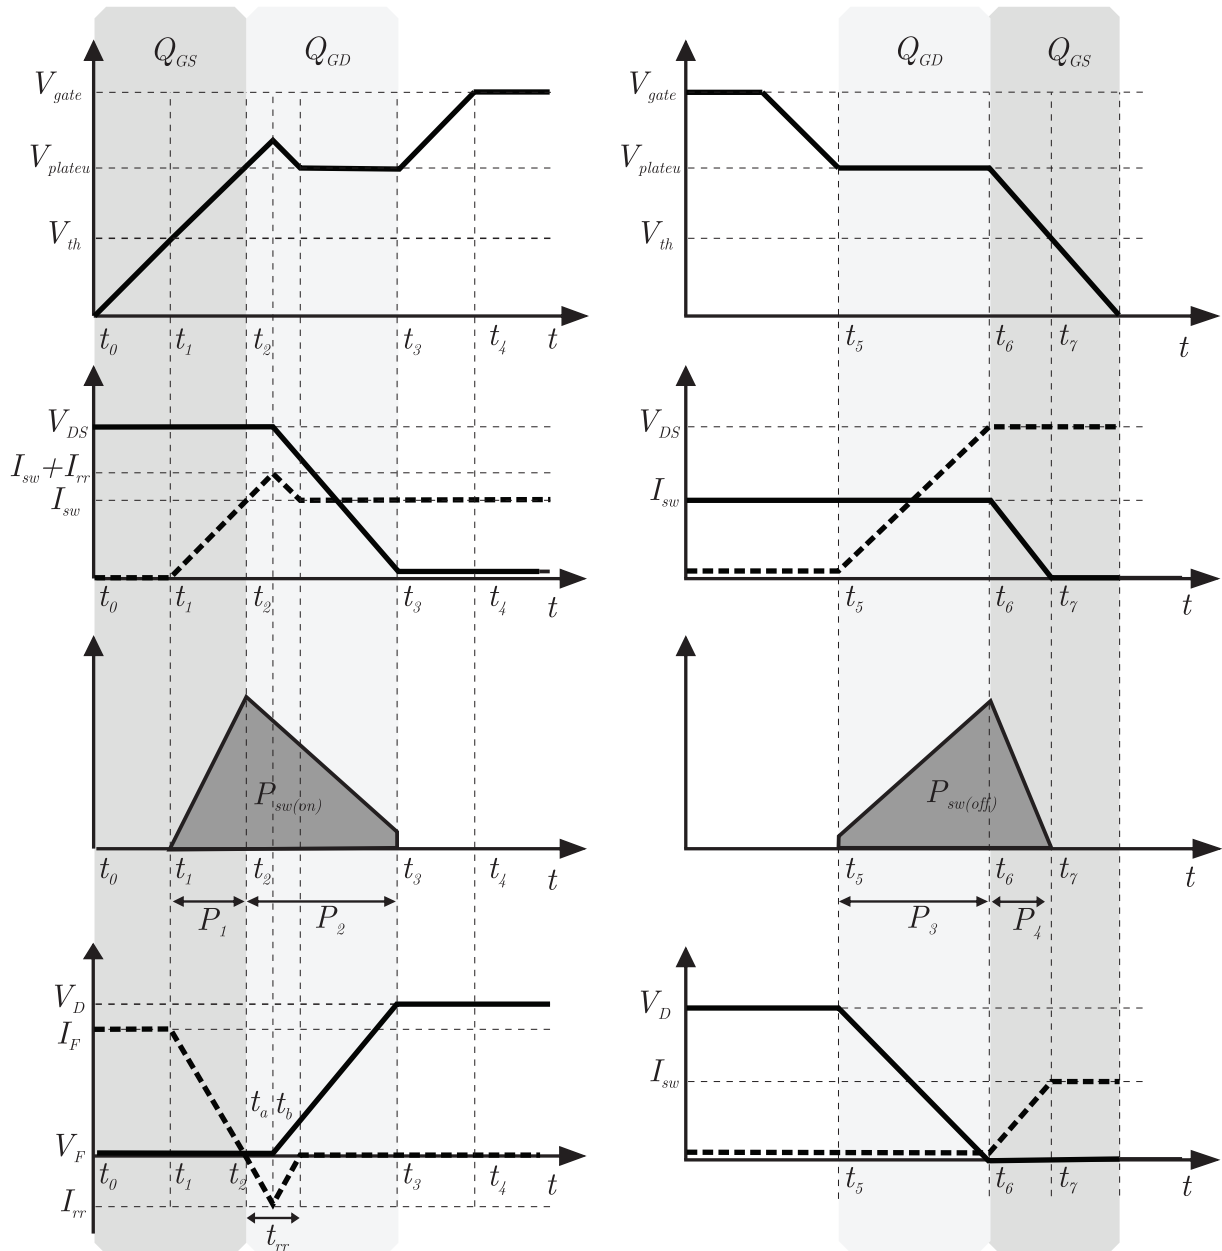 Q_GS Q_GD
V_gate
V_plateu
V_th
t_0 t_1 t_2 t_3 t_4 t
Q_GD Q_GS
V_gate
V_plateu
V_th
t_5 t_6 t_7 t
V_DS
I_sw+I_rr
I_sw
t_0 t_1 t_2 t_3 t_4 t
V_DS
I_sw
t_5 t_6 t_7 t
P_sw(on)
t_0 t_1 t_2 t_3 t_4 t
P_1 P_2
P_sw(off)
t_5 t_6 t_7 t
P_3 P_4
V_D
I_F
t_a t_b
V_F
t_0 t_1 t_2 t_3 t_4 t
I_rr
t_rr
V_D
I_sw
t_5 t_6 t_7 t